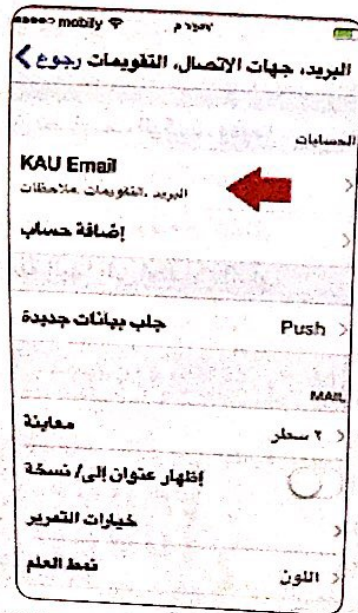 mobily
البريد، جهات الاتصال، التقويمات رجوع
الحسابات
KAU Email
البريد، التقويمات، ملاحظات
إضافة حساب
جلب بيانات جديدة Push
MAIL
معاينة ٢ سطر
إظهار عنوان إلى/ نسخة
خيارات التمرير
نمط العلم اللون